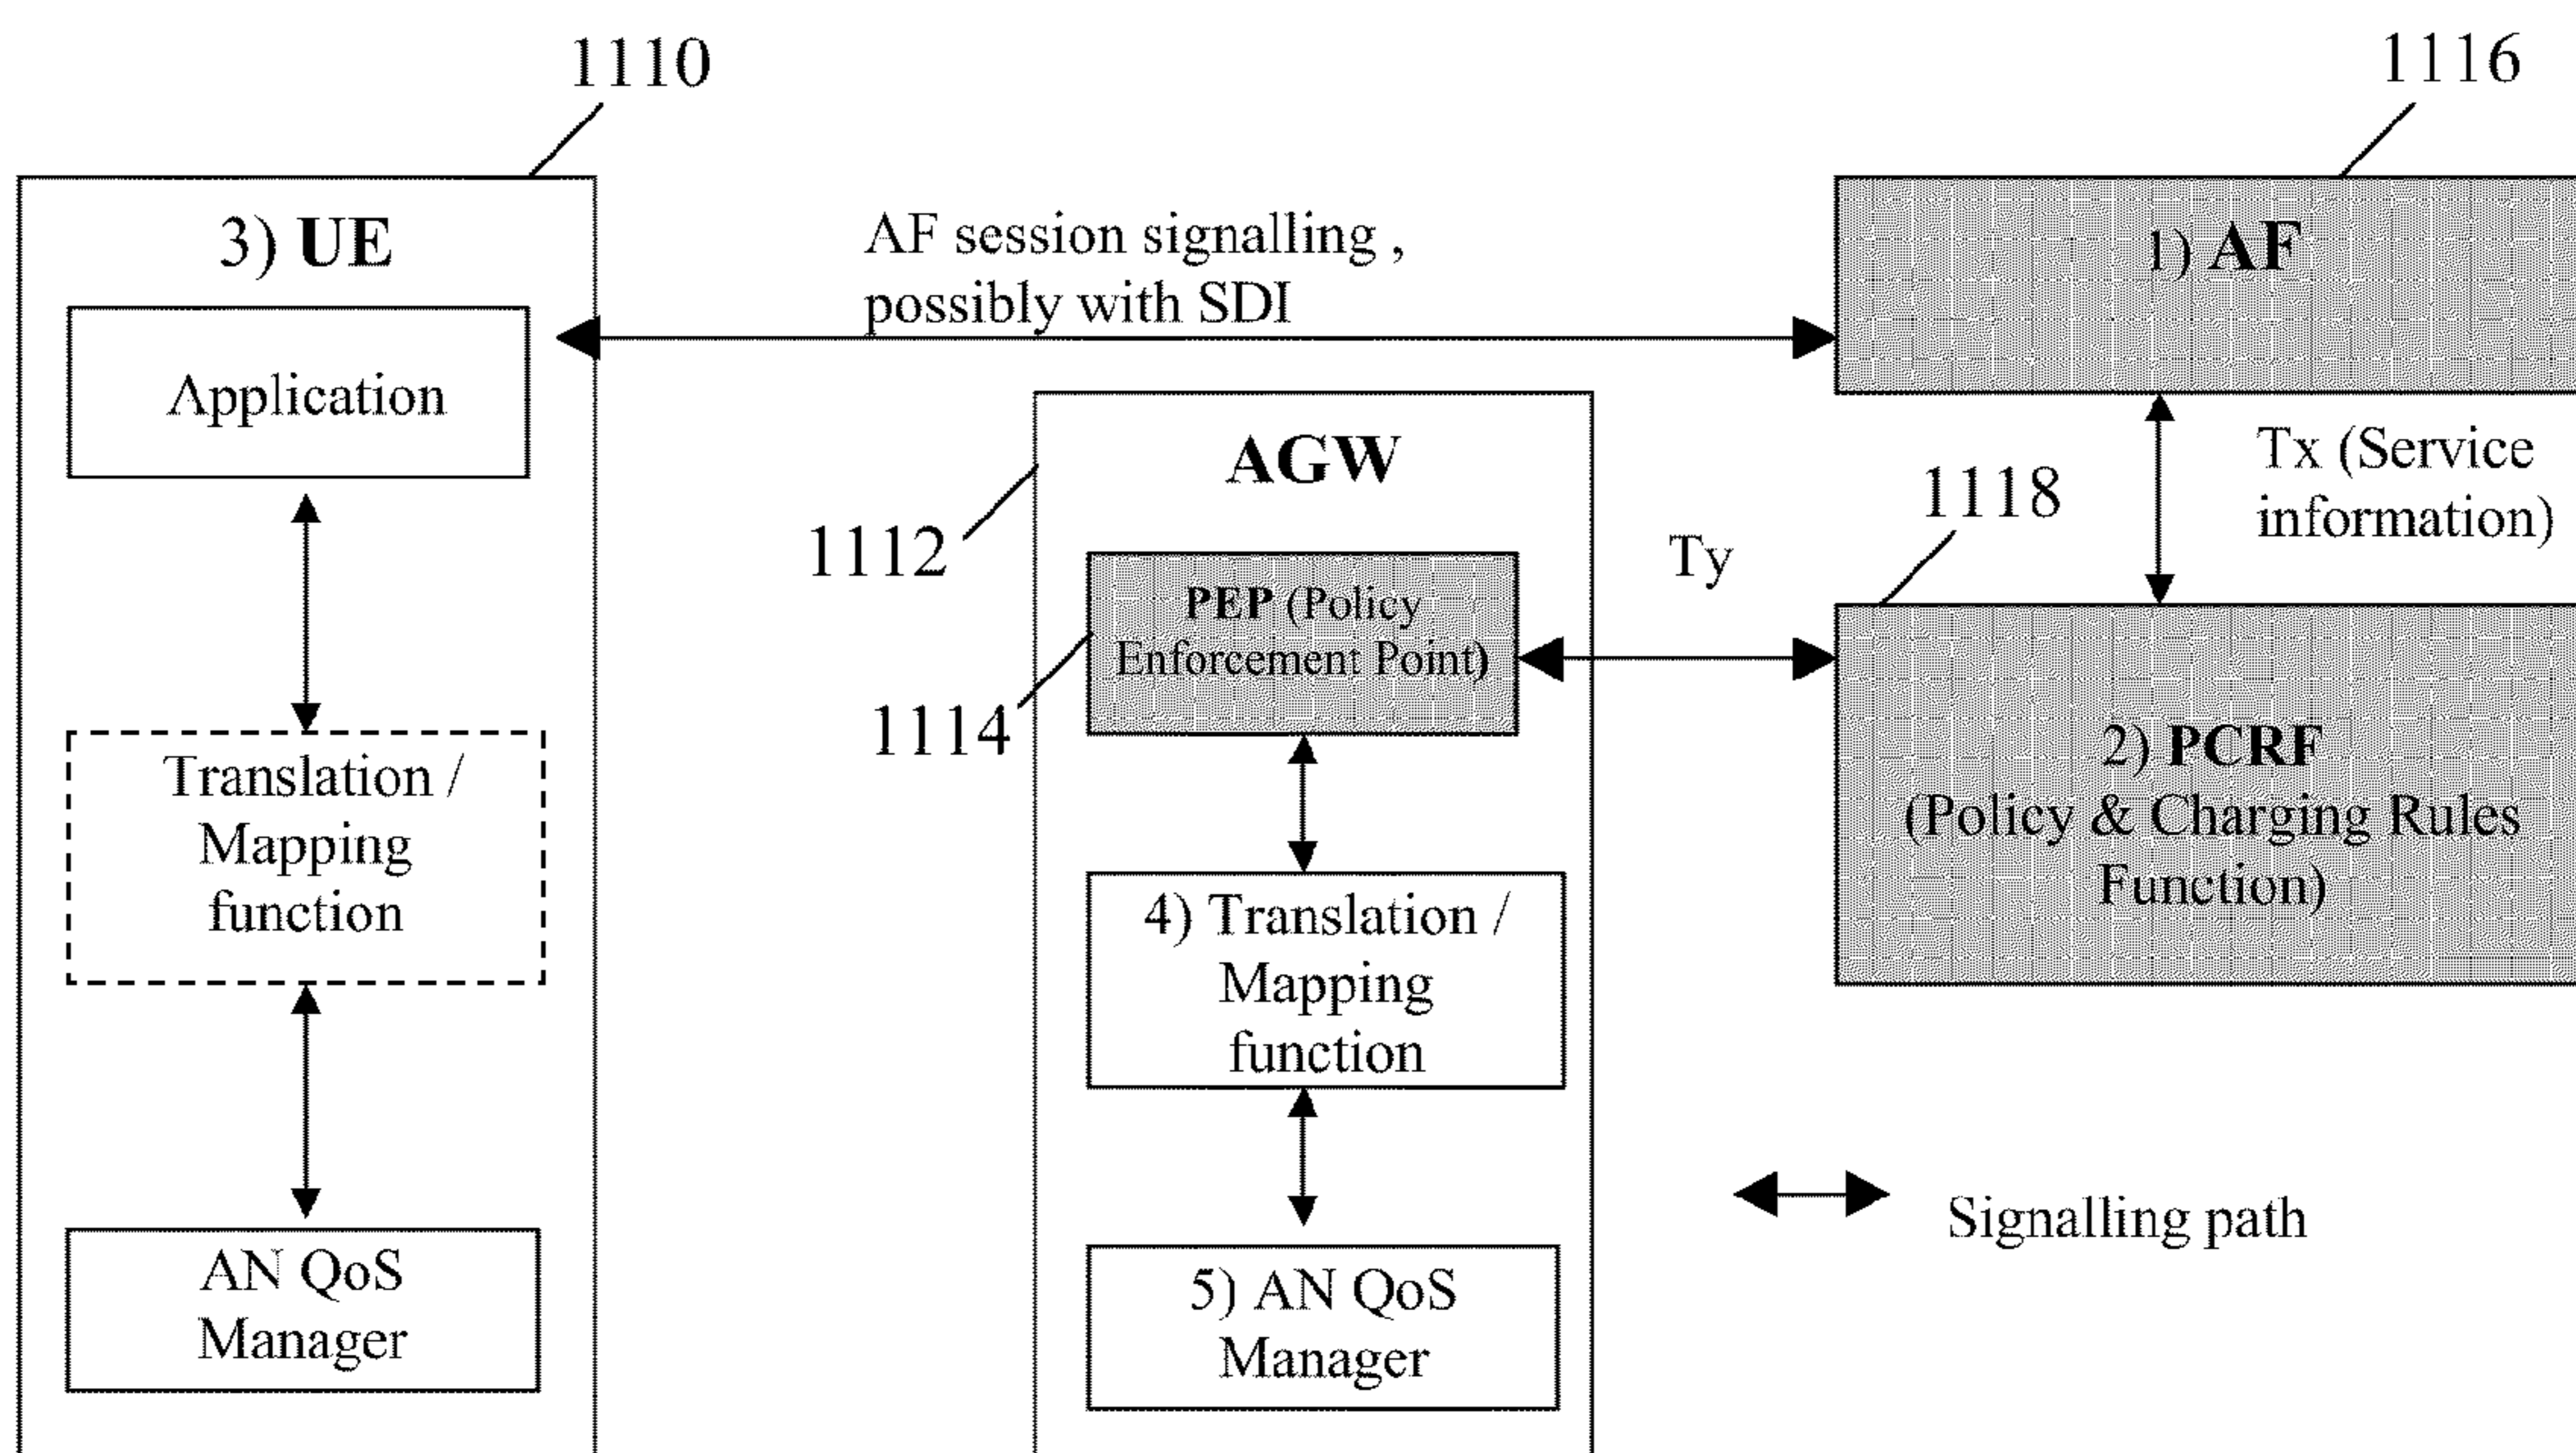 1110
1116
3) UE
AF session signalling ,
possibly with SDI
1) AF
Application
AGW
Tx (Service
information)
1118
1112
Ty
PEP (Policy
Enforcement Point)
1114
2) PCRF
(Policy & Charging Rules
Function)
Translation /
Mapping
function
4) Translation /
Mapping
function
Signalling path
AN QoS
Manager
5) AN QoS
Manager